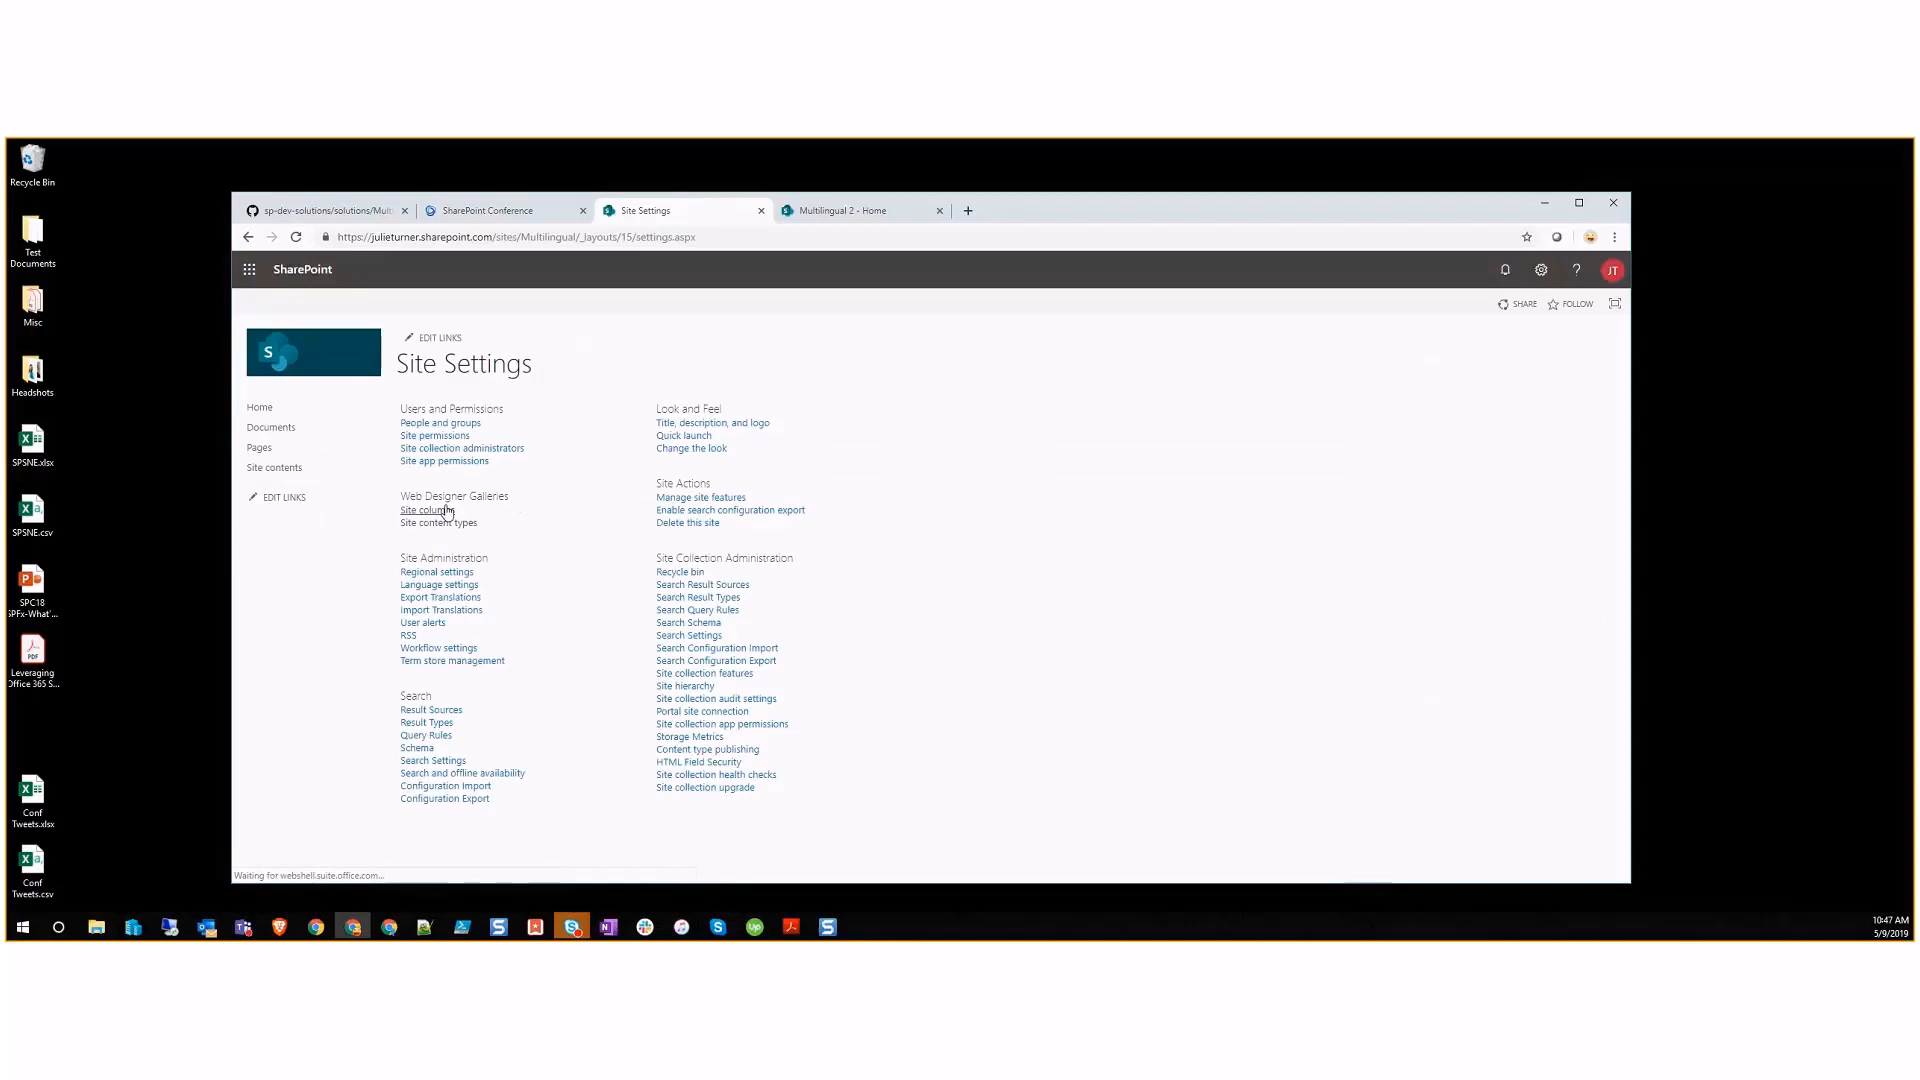 Recycle Bin
Test
Documents
Misc
Headshots
SPSNE.xlsx
SPSNE.csv
SPC18
SPFx-What'...
Leveraging
Office 365 S...
Conf
Tweets.xlsx
Conf
Tweets.csv
sp-dev-solutions/solutions/Mult
SharePoint Conference
Site Settings
Multilingual 2 - Home
https://julieturner.sharepoint.com/sites/Multilingual/_layouts/15/settings.aspx
SharePoint
JT
SHARE
FOLLOW
S
EDIT LINKS
Site Settings
Home
Documents
Pages
Site contents
EDIT LINKS
Users and Permissions
People and groups
Site permissions
Site collection administrators
Site app permissions
Web Designer Galleries
Site columns
Site content types
Site Administration
Regional settings
Language settings
Export Translations
Import Translations
User alerts
RSS
Workflow settings
Term store management
Search
Result Sources
Result Types
Query Rules
Schema
Search Settings
Search and offline availability
Configuration Import
Configuration Export
Look and Feel
Title, description, and logo
Quick launch
Change the look
Site Actions
Manage site features
Enable search configuration export
Delete this site
Site Collection Administration
Recycle bin
Search Result Sources
Search Result Types
Search Query Rules
Search Schema
Search Settings
Search Configuration Import
Search Configuration Export
Site collection features
Site hierarchy
Site collection audit settings
Portal site connection
Site collection app permissions
Storage Metrics
Content type publishing
HTML Field Security
Site collection health checks
Site collection upgrade
Waiting for webshell.suite.office.com...
10:47 AM
5/9/2019